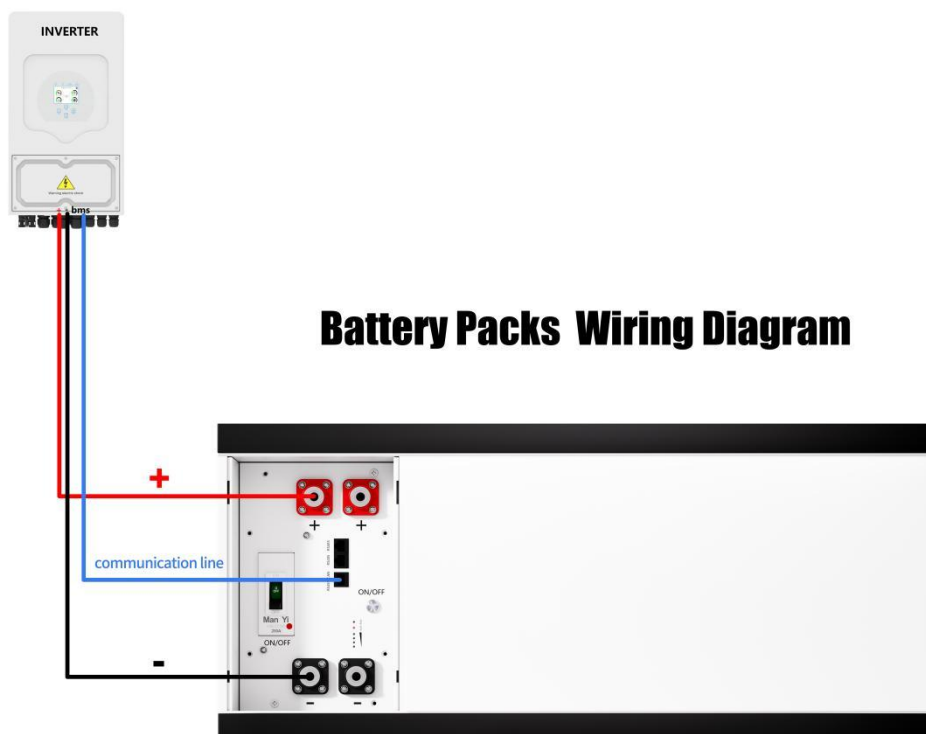 INVERTER
bms
Battery Packs Wiring Diagram
+
+ +
communication line
ON/OFF
Man Yi
ON/OFF
-
- -